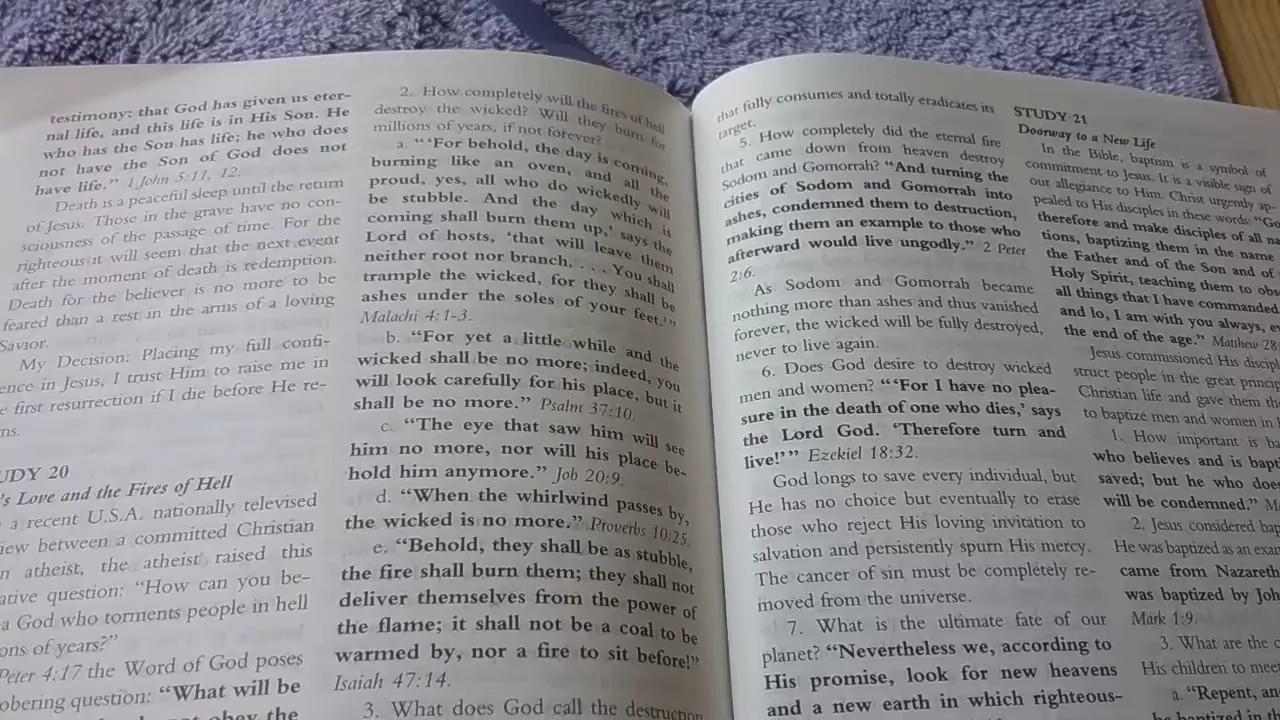 testimony: that God has given us eter-
nal life, and this life is in His Son. He
who has the Son has life; he who does
not have the Son of God does not
have life.” 1 John 5:11, 12.
Death is a peaceful sleep until the return
of Jesus. Those in the grave have no con-
sciousness of the passage of time. For the
righteous it will seem that the next event
after the moment of death is redemption.
Death for the believer is no more to be
feared than a rest in the arms of a loving
Savior.
My Decision: Placing my full confi-
ence in Jesus, I trust Him to raise me in
e first resurrection if I die before He re-
ns.
UDY 20
’s Love and the Fires of Hell
a recent U.S.A. nationally televised
iew between a committed Christian
n atheist, the atheist raised this
ative question: “How can you be-
a God who torments people in hell
ons of years?”
Peter 4:17 the Word of God poses
obering question: “What will be
obey the
2. How completely will the fires of hell
destroy the wicked? Will they burn for
millions of years, if not forever?
a. “‘For behold, the day is coming,
burning like an oven, and all the
proud, yes, all who do wickedly will
be stubble. And the day which is
coming shall burn them up,’ says the
Lord of hosts, ‘that will leave them
neither root nor branch. . . . You shall
trample the wicked, for they shall be
ashes under the soles of your feet.’”
Malachi 4:1-3.
b. “For yet a little while and the
wicked shall be no more; indeed, you
will look carefully for his place, but it
shall be no more.” Psalm 37:10.
c. “The eye that saw him will see
him no more, nor will his place be-
hold him anymore.” Job 20:9.
d. “When the whirlwind passes by,
the wicked is no more.” Proverbs 10:25.
e. “Behold, they shall be as stubble,
the fire shall burn them; they shall not
deliver themselves from the power of
the flame; it shall not be a coal to be
warmed by, nor a fire to sit before!”
Isaiah 47:14.
3. What does God call the destruction
that fully consumes and totally eradicates its
target.
5. How completely did the eternal fire
that came down from heaven destroy
Sodom and Gomorrah? “And turning the
cities of Sodom and Gomorrah into
ashes, condemned them to destruction,
making them an example to those who
afterward would live ungodly.” 2 Peter
2:6.
As Sodom and Gomorrah became
nothing more than ashes and thus vanished
forever, the wicked will be fully destroyed,
never to live again.
6. Does God desire to destroy wicked
men and women? “‘For I have no plea-
sure in the death of one who dies,’ says
the Lord God. ‘Therefore turn and
live!’” Ezekiel 18:32.
God longs to save every individual, but
He has no choice but eventually to erase
those who reject His loving invitation to
salvation and persistently spurn His mercy.
The cancer of sin must be completely re-
moved from the universe.
7. What is the ultimate fate of our
planet? “Nevertheless we, according to
His promise, look for new heavens
and a new earth in which righteous-
STUDY 21
Doorway to a New Life
In the Bible, baptism is a symbol of
commitment to Jesus. It is a visible sign of
our allegiance to Him. Christ urgently ap-
pealed to His disciples in these words: “Go
therefore and make disciples of all na
tions, baptizing them in the name
the Father and of the Son and of
Holy Spirit, teaching them to obs
all things that I have commanded
and lo, I am with you always, ev
the end of the age.” Matthew 28:
Jesus commissioned His discipl
struct people in the great princip
Christian life and gave them th
to baptize men and women in
1. How important is ba
who believes and is bapti
saved; but he who doe
will be condemned.” M
2. Jesus considered bap
He was baptized as an exam
came from Nazareth
was baptized by Joh
Mark 1:9.
3. What are the c
His children to meet
a. “Repent, an
be baptized in th